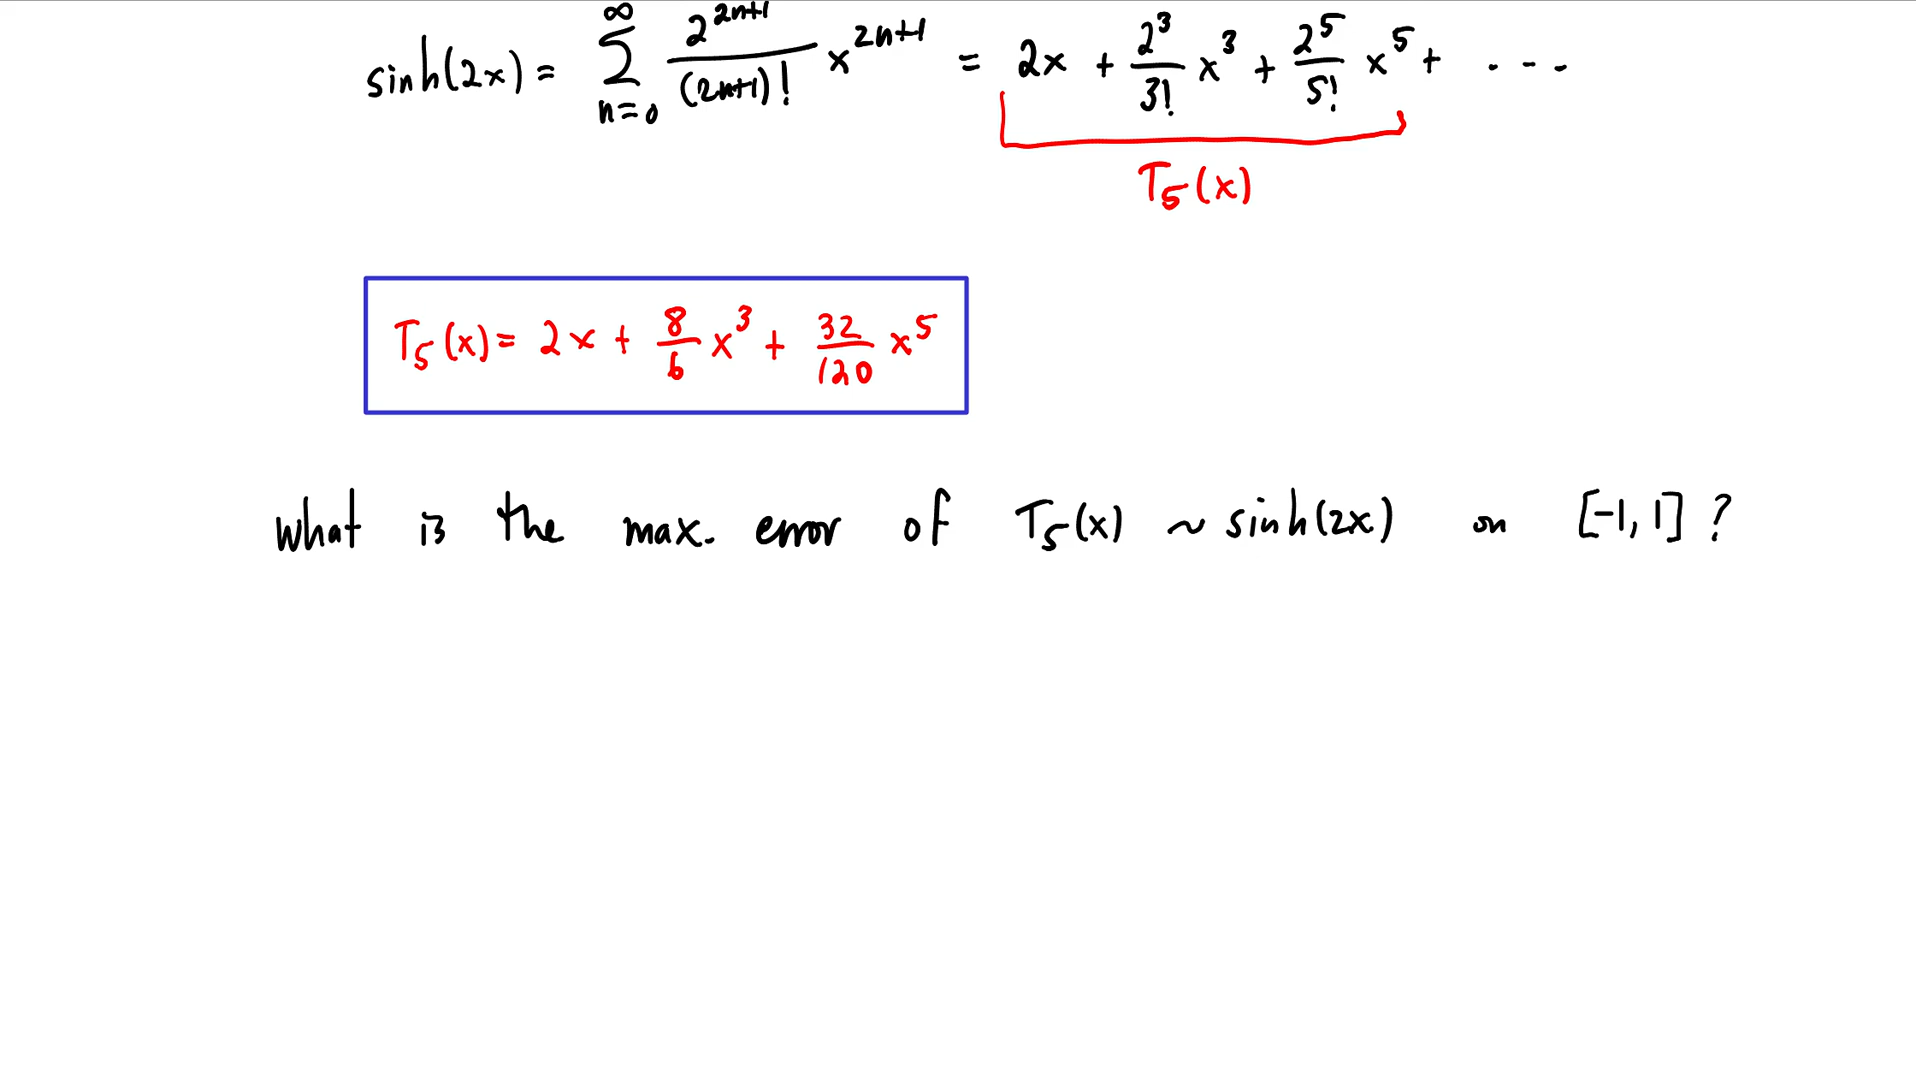 sinh(2x) = ∞ Σ n=0 2^{2n+1}/(2n+1)! x^{2n+1} = 2x + 2^3/3! x^3 + 2^5/5! x^5 + ...
T_5(x)
T_5(x) = 2x + 8/6 x^3 + 32/120 x^5
what is the max. error of T_5(x) ~ sinh(2x) on [-1, 1] ?